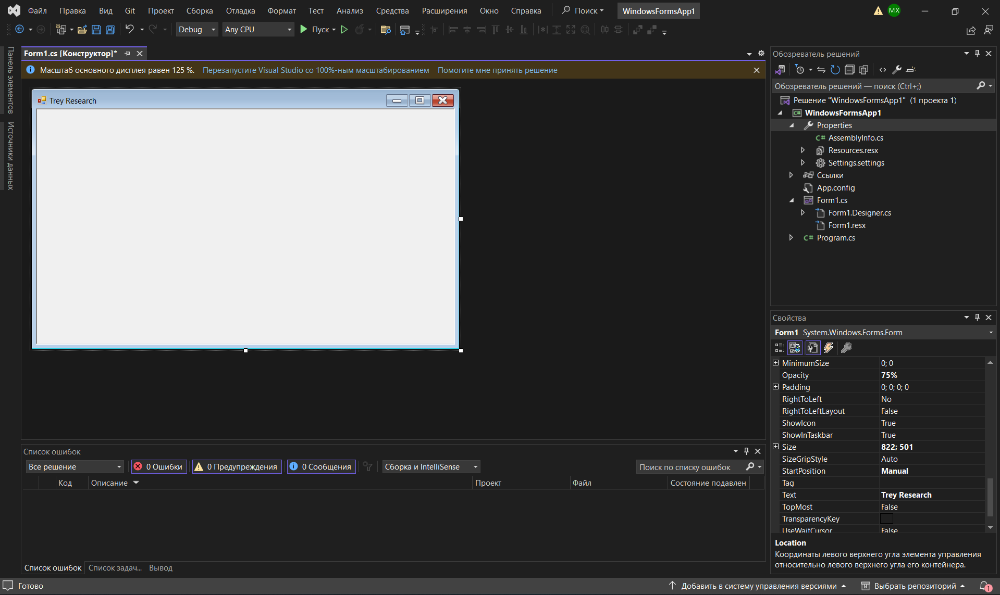 Файл Правка Вид Git Проект Сборка Отладка Формат Тест Анализ Средства Расширения Окно Справка Поиск WindowsFormsApp1 MX
Debug Any CPU Пуск
Панель элементов
Источники данных
Form1.cs [Конструктор]*
Масштаб основного дисплея равен 125 %. Перезапустите Visual Studio со 100%-ным масштабированием Помогите мне принять решение
Trey Research
Обозреватель решений
Обозреватель решений — поиск (Ctrl+;)
Решение "WindowsFormsApp1" (1 проекта 1)
C# WindowsFormsApp1
Properties
C# AssemblyInfo.cs
Resources.resx
Settings.settings
Ссылки
App.config
Form1.cs
Form1.Designer.cs
Form1.resx
C# Program.cs
Свойства
Form1 System.Windows.Forms.Form
MinimumSize 0; 0
Opacity 75%
Padding 0; 0; 0; 0
RightToLeft No
RightToLeftLayout False
ShowIcon True
ShowInTaskbar True
Size 822; 501
SizeGripStyle Auto
StartPosition Manual
Tag
Text Trey Research
TopMost False
TransparencyKey
UseWaitCursor False
Location
Координаты левого верхнего угла элемента управления
относительно левого верхнего угла его контейнера.
Список ошибок
Все решение 0 Ошибки 0 Предупреждения 0 Сообщения Сборка и IntelliSense Поиск по списку ошибок
Код Описание Проект Файл Состояние подавлен
Список ошибок Список задач... Вывод
Готово Добавить в систему управления версиями Выбрать репозиторий 1